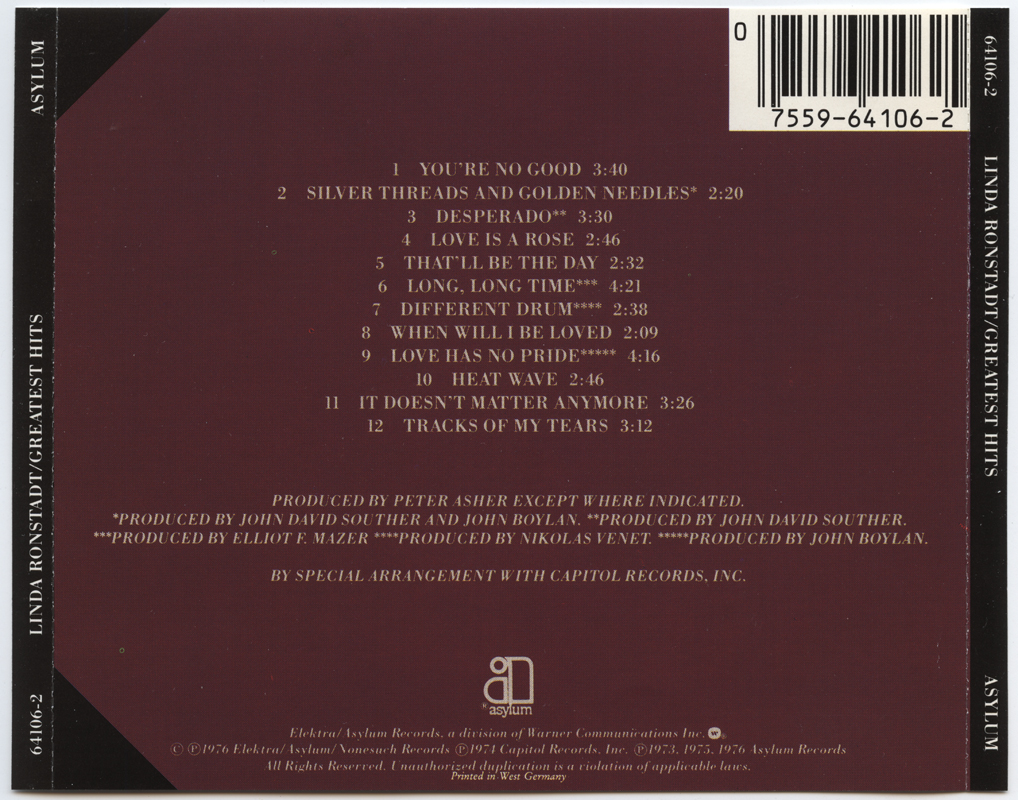 ASYLUM
LINDA RONSTADT/GREATEST HITS
64106-2
0
7559-64106-2
1 YOU'RE NO GOOD 3:40
2 SILVER THREADS AND GOLDEN NEEDLES* 2:20
3 DESPERADO** 3:30
4 LOVE IS A ROSE 2:46
5 THAT'LL BE THE DAY 2:32
6 LONG, LONG TIME*** 4:21
7 DIFFERENT DRUM**** 2:38
8 WHEN WILL I BE LOVED 2:09
9 LOVE HAS NO PRIDE***** 4:16
10 HEAT WAVE 2:46
11 IT DOESN'T MATTER ANYMORE 3:26
12 TRACKS OF MY TEARS 3:12
PRODUCED BY PETER ASHER EXCEPT WHERE INDICATED.
*PRODUCED BY JOHN DAVID SOUTHER AND JOHN BOYLAN. **PRODUCED BY JOHN DAVID SOUTHER.
***PRODUCED BY ELLIOT F. MAZER ****PRODUCED BY NIKOLAS VENET. *****PRODUCED BY JOHN BOYLAN.
BY SPECIAL ARRANGEMENT WITH CAPITOL RECORDS, INC.
® asylum
Elektra/Asylum Records, a division of Warner Communications Inc.
© ℗1976 Elektra/Asylum/Nonesuch Records ℗1974 Capitol Records, Inc. ℗1973, 1975, 1976 Asylum Records
All Rights Reserved. Unauthorized duplication is a violation of applicable laws.
Printed in West Germany
64106-2
LINDA RONSTADT/GREATEST HITS
ASYLUM